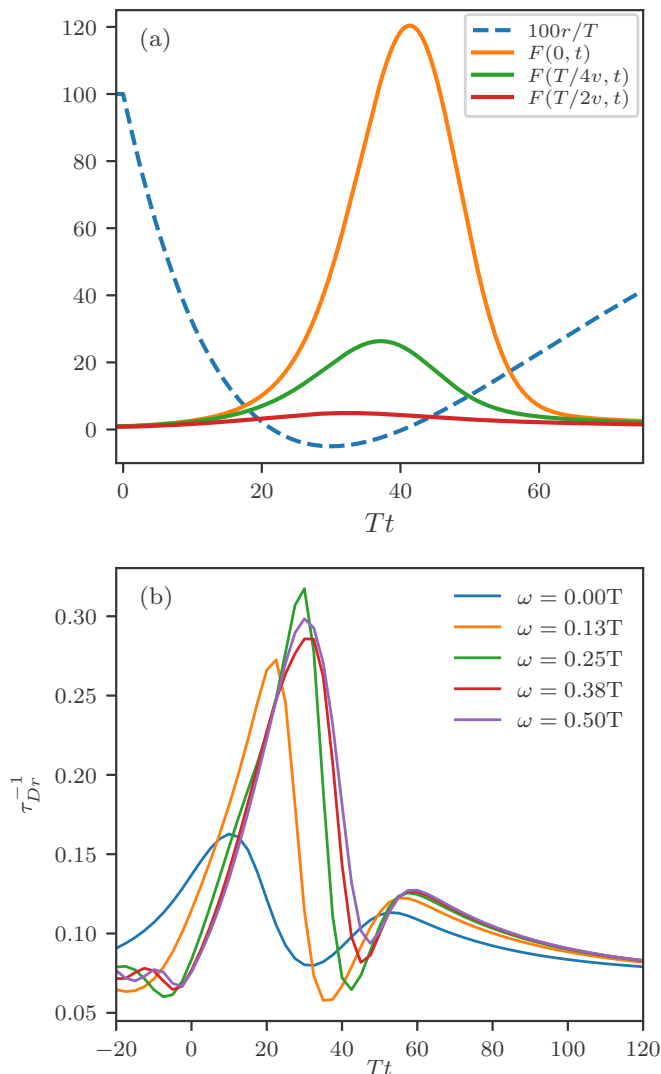 (a)
100r/T
F(0, t)
F(T/4v, t)
F(T/2v, t)
120
100
80
60
40
20
0
0 20 40 60
Tt
(b)
ω = 0.00T
ω = 0.13T
ω = 0.25T
ω = 0.38T
ω = 0.50T
τ_{Dr}^{-1}
0.30
0.25
0.20
0.15
0.10
0.05
−20 0 20 40 60 80 100 120
Tt